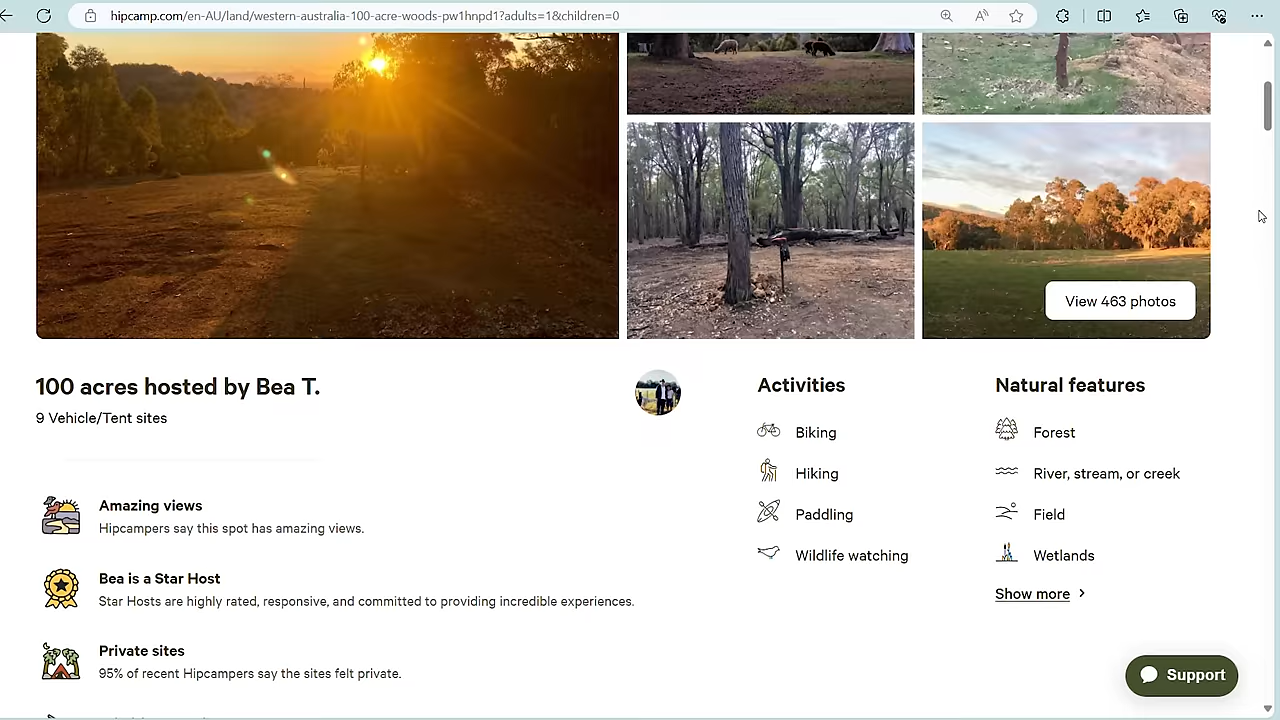 hipcamp.com/en-AU/land/western-australia-100-acre-woods-pw1hnpd1?adults=1&children=0
View 463 photos
100 acres hosted by Bea T.
9 Vehicle/Tent sites
Amazing views
Hipcampers say this spot has amazing views.
Bea is a Star Host
Star Hosts are highly rated, responsive, and committed to providing incredible experiences.
Private sites
95% of recent Hipcampers say the sites felt private.
Activities
Biking
Hiking
Paddling
Wildlife watching
Natural features
Forest
River, stream, or creek
Field
Wetlands
Show more
Support